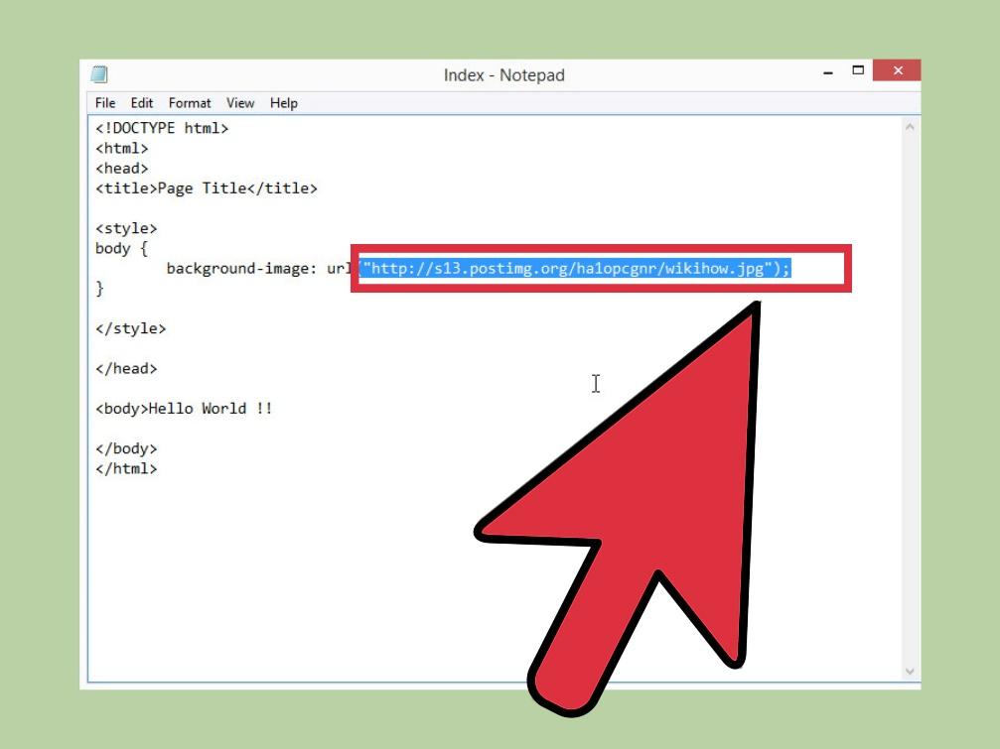 Index - Notepad
File Edit Format View Help
<!DOCTYPE html>
<html>
<head>
<title>Page Title</title>
<style>
body {
background-image: url("http://s13.postimg.org/ha1opcgnr/wikihow.jpg");
}
</style>
</head>
<body>Hello World !!
</body>
</html>